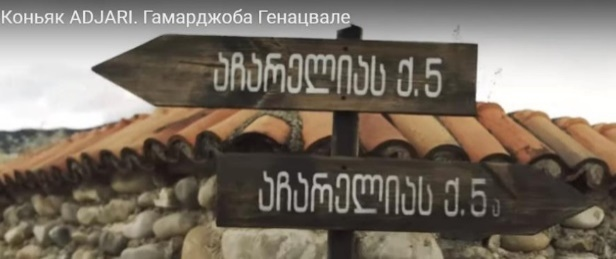 Коньяк ADJARI. Гамарджоба Генацвале
აჩარელიას ქ.5
აჩარელიას ქ.5ა